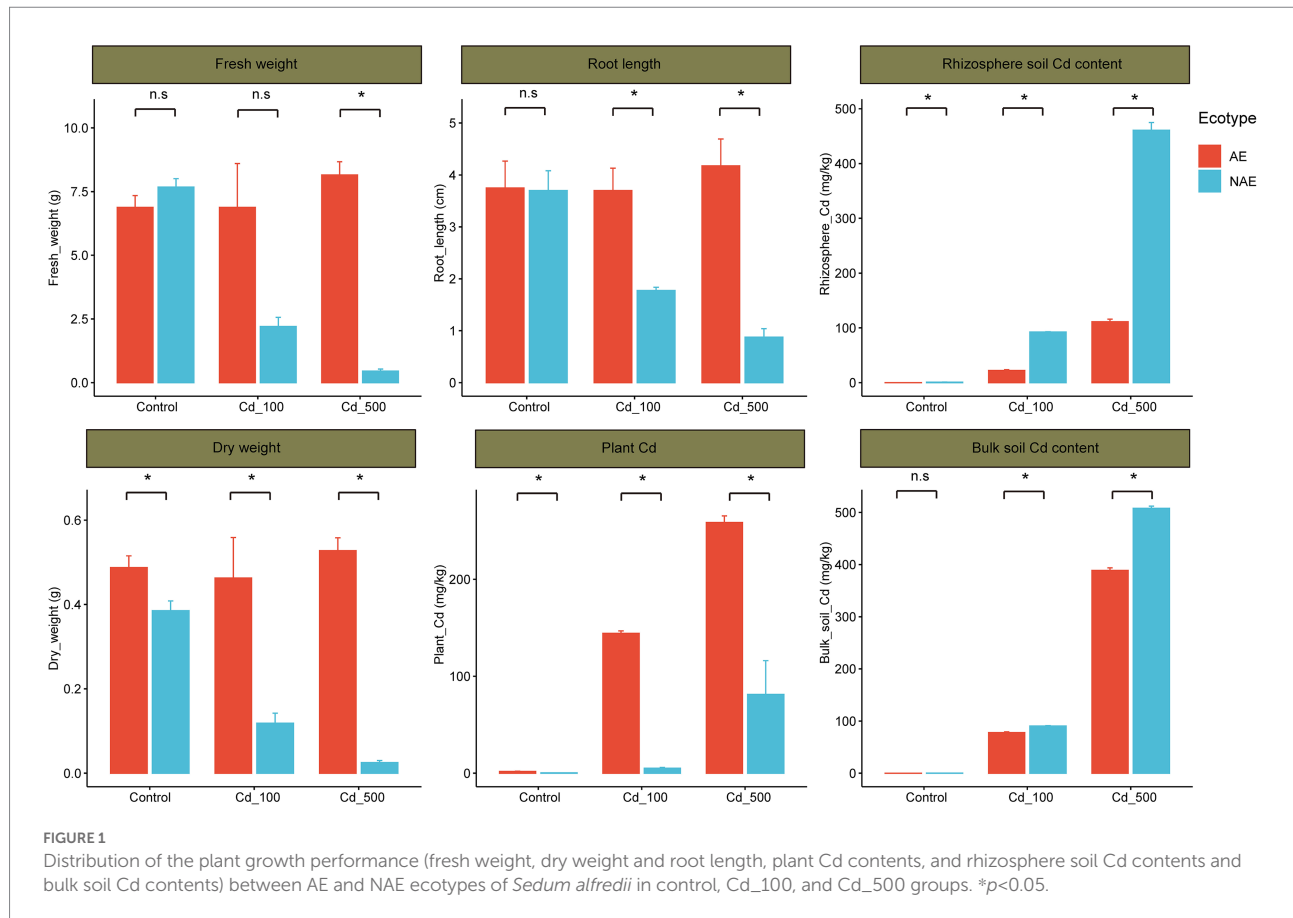 Fresh weight
n.s
n.s
*
10.0
7.5
5.0
2.5
0.0
Fresh_weight (g)
Control
Cd_100
Cd_500
Root length
n.s
*
*
5
4
3
2
1
0
Root_length (cm)
Control
Cd_100
Cd_500
Rhizosphere soil Cd content
*
*
*
500
400
300
200
100
0
Rhizosphere_Cd (mg/kg)
Control
Cd_100
Cd_500
Ecotype
AE
NAE
Dry weight
*
*
*
0.6
0.4
0.2
0.0
Dry_weight (g)
Control
Cd_100
Cd_500
Plant Cd
*
*
*
200
100
0
Plant_Cd (mg/kg)
Control
Cd_100
Cd_500
Bulk soil Cd content
n.s
*
*
500
400
300
200
100
0
Bulk_soil_Cd (mg/kg)
Control
Cd_100
Cd_500
FIGURE 1
Distribution of the plant growth performance (fresh weight, dry weight and root length, plant Cd contents, and rhizosphere soil Cd contents and
bulk soil Cd contents) between AE and NAE ecotypes of Sedum alfredii in control, Cd_100, and Cd_500 groups. *p<0.05.